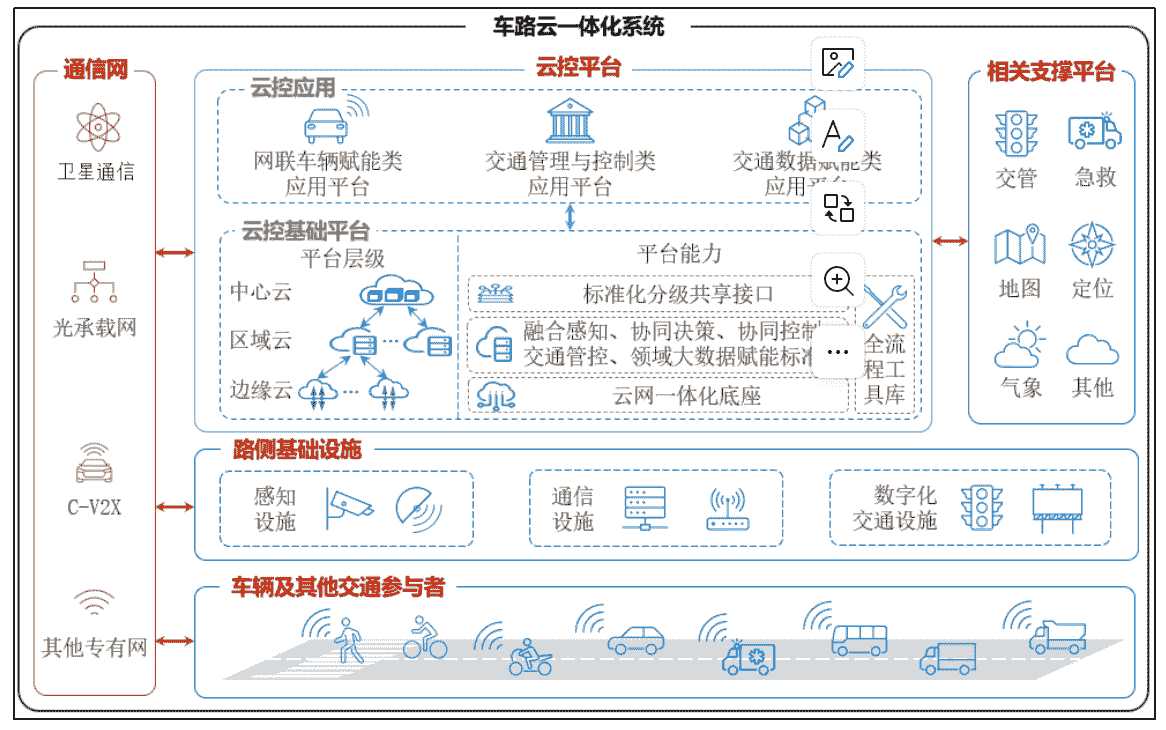 车路云一体化系统
通信网
卫星通信
光承载网
C-V2X
其他专有网
云控平台
云控应用
网联车辆赋能类
应用平台
交通管理与控制类
应用平台
交通数据赋能类
应用平台
云控基础平台
平台层级
中心云
区域云
边缘云
平台能力
标准化分级共享接口
融合感知、协同决策、协同控制
交通管控、领域大数据赋能标准
云网一体化底座
全流
程工
具库
相关支撑平台
交管
急救
地图
定位
气象
其他
路侧基础设施
感知
设施
通信
设施
数字化
交通设施
车辆及其他交通参与者